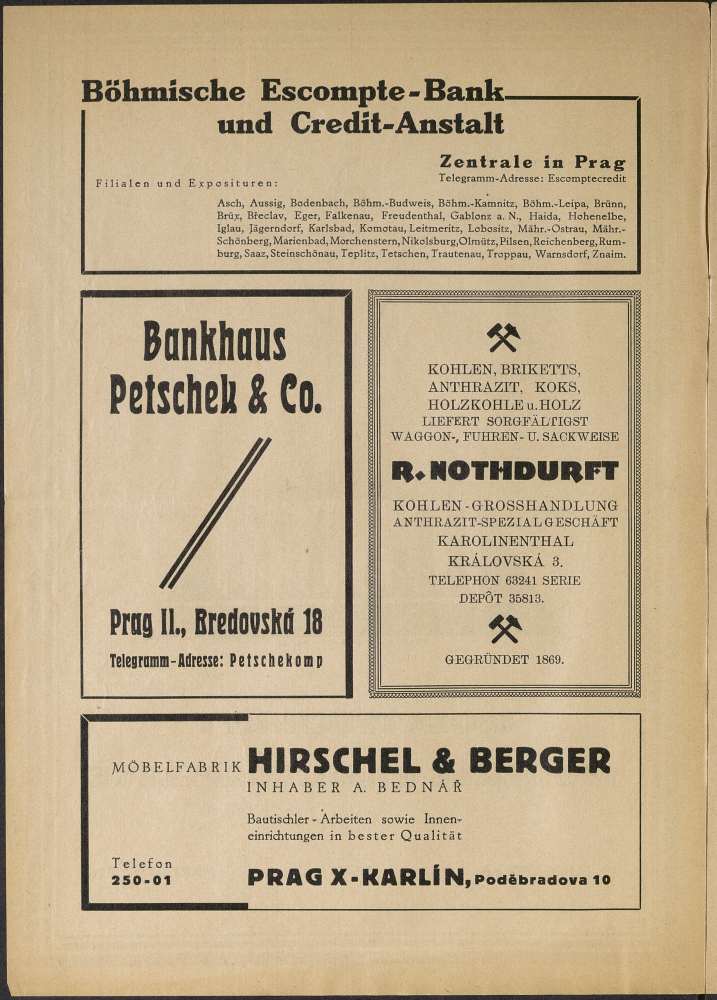 Böhmische Escompte-Bank
und Credit-Anstalt
Zentrale in Prag
Telegramm-Adresse: Escomptecredit
Filialen und Exposituren:
Asch, Aussig, Bodenbach, Böhm.-Budweis, Böhm.-Kamnitz, Böhm.-Leipa, Brünn,
Brüx, Břeclav, Eger, Falkenau, Freudenthal, Gablonz a. N., Haida, Hohenelbe,
Iglau, Jägerndorf, Karlsbad, Komotau, Leitmeritz, Lobositz, Mähr.-Ostrau, Mähr.-
Schönberg, Marienbad, Morchenstern, Nikolsburg, Olmütz, Pilsen, Reichenberg, Rum-
burg, Saaz, Steinschönau, Teplitz, Tetschen, Trautenau, Troppau, Warnsdorf, Znaim.
Bankhaus
Petschek & Co.
Prag II., Bredovská 18
Telegramm-Adresse: Petschekomp
KOHLEN, BRIKETTS,
ANTHRAZIT, KOKS,
HOLZKOHLE u. HOLZ
LIEFERT SORGFÄLTIGST
WAGGON-, FUHREN- U. SACKWEISE
R. NOTHDURFT
KOHLEN-GROSSHANDLUNG
ANTHRAZIT-SPEZIALGESCHÄFT
KAROLINENTHAL
KRÁLOVSKÁ 3.
TELEPHON 63241 SERIE
DEPÔT 35813.
GEGRÜNDET 1869.
MÖBELFABRIK HIRSCHEL & BERGER
INHABER A. BEDNÁŘ
Bautischler-Arbeiten sowie Innen-
einrichtungen in bester Qualität
Telefon
250-01
PRAG X-KARLÍN, Poděbradova 10